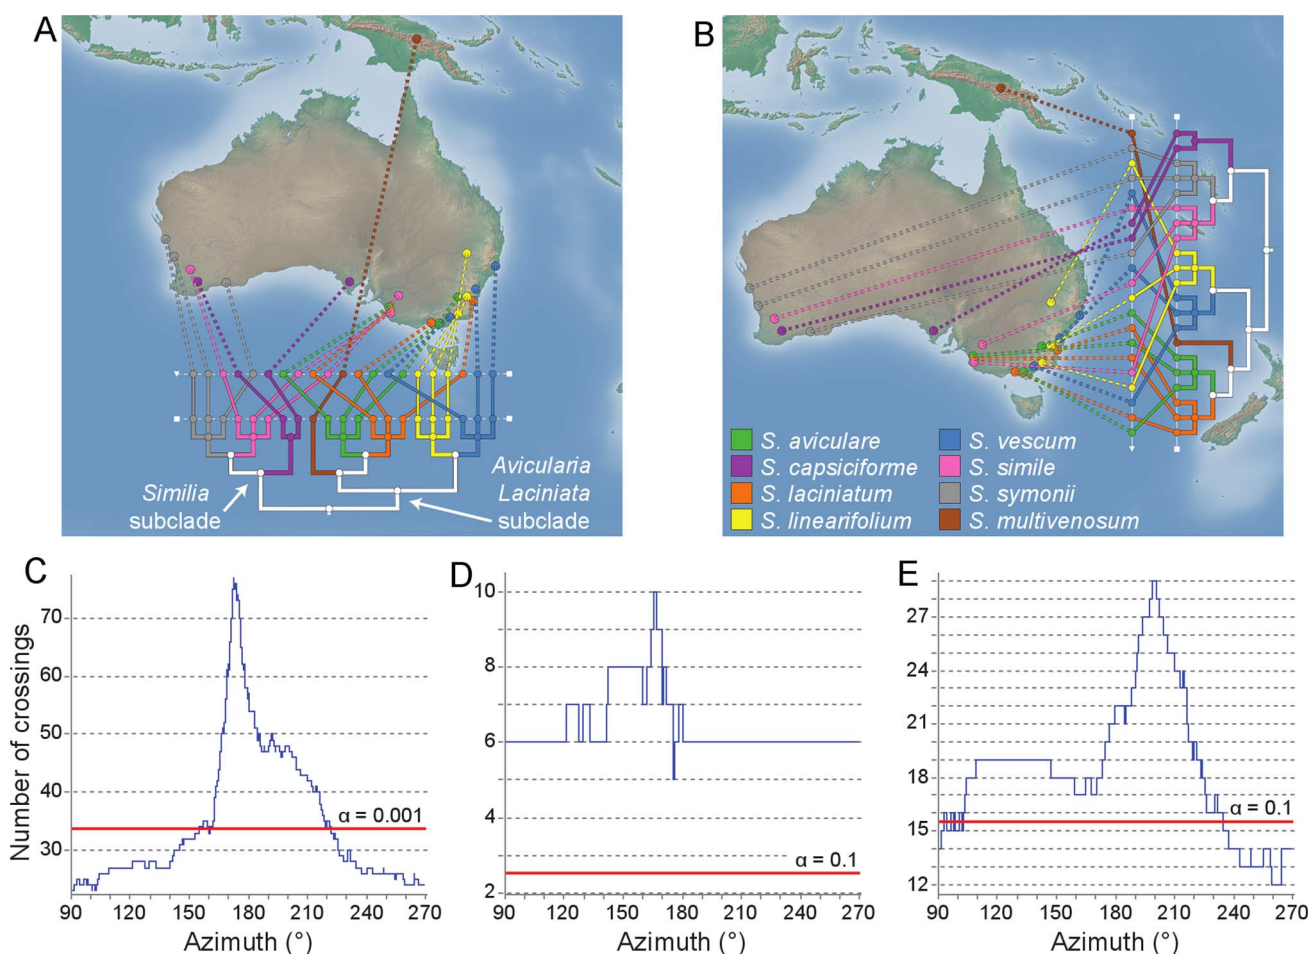 A
B
Similia
subclade
Avicularia
Laciniata
subclade
S. aviculare
S. capsiciforme
S. laciniatum
S. linearifolium
S. vescum
S. simile
S. symonii
S. multivenosum
C
Number of crossings
70
60
50
40
30
α = 0.001
90 120 150 180 210 240 270
Azimuth (°)
D
10
8
6
4
2
α = 0.1
90 120 150 180 210 240 270
Azimuth (°)
E
27
24
21
18
15
12
α = 0.1
90 120 150 180 210 240 270
Azimuth (°)